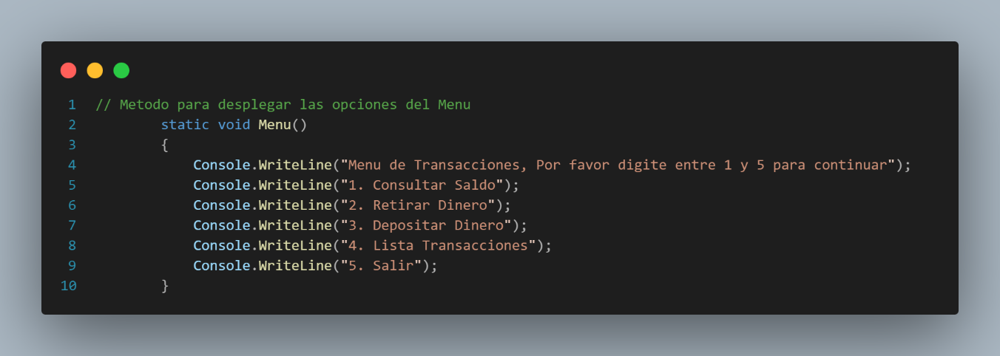 1 // Metodo para desplegar las opciones del Menu
2 static void Menu()
3 {
4 Console.WriteLine("Menu de Transacciones, Por favor digite entre 1 y 5 para continuar");
5 Console.WriteLine("1. Consultar Saldo");
6 Console.WriteLine("2. Retirar Dinero");
7 Console.WriteLine("3. Depositar Dinero");
8 Console.WriteLine("4. Lista Transacciones");
9 Console.WriteLine("5. Salir");
10 }